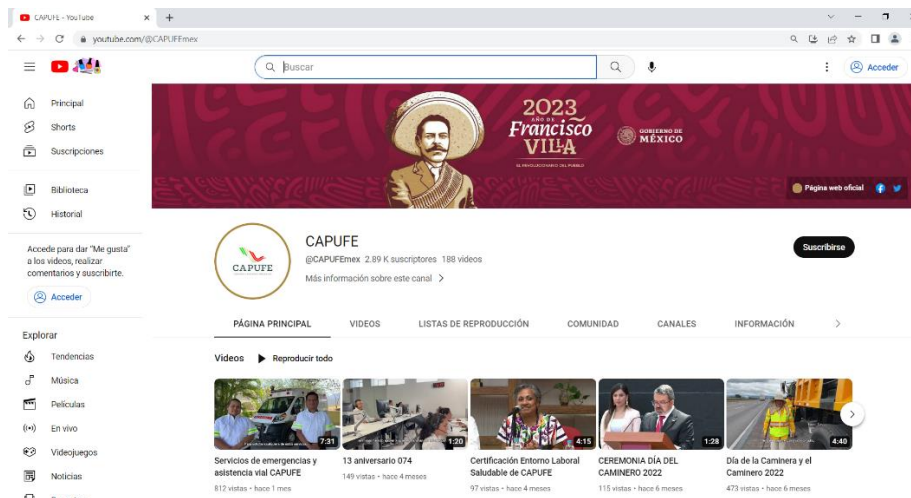 CAPUFE - YouTube
youtube.com/@CAPUFEmex
Buscar
Acceder
Principal
Shorts
Suscripciones
Biblioteca
Historial
Accede para dar "Me gusta"
a los videos, realizar
comentarios y suscribirte.
Acceder
Explorar
Tendencias
Música
Películas
En vivo
Videojuegos
Noticias
2023
AÑO DE
Francisco
VILLA
EL REVOLUCIONARIO DEL PUEBLO
GOBIERNO DE
MÉXICO
Página web oficial
CAPUFE
CAPUFE
@CAPUFEmex 2.89 K suscriptores 188 videos
Más información sobre este canal
Suscribirse
PÁGINA PRINCIPAL VIDEOS LISTAS DE REPRODUCCIÓN COMUNIDAD CANALES INFORMACIÓN
Videos Reproducir todo
7:31
1:20
4:15
1:28
4:40
Servicios de emergencias y
asistencia vial CAPUFE
812 vistas • hace 1 mes
13 aniversario 074
149 vistas • hace 4 meses
Certificación Entorno Laboral
Saludable de CAPUFE
97 vistas • hace 4 meses
CEREMONIA DÍA DEL
CAMINERO 2022
115 vistas • hace 6 meses
Día de la Caminera y el
Caminero 2022
473 vistas • hace 6 meses